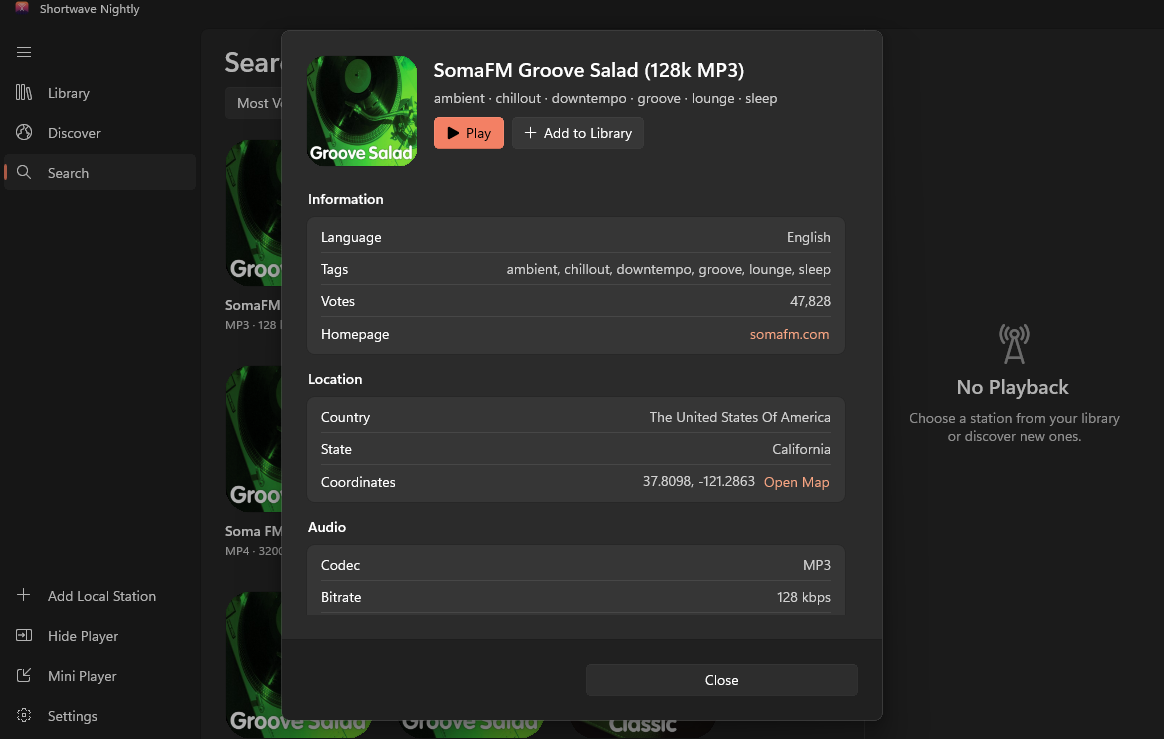 Shortwave Nightly
Library
Discover
Search
Add Local Station
Hide Player
Mini Player
Settings
Most
Groove Salad
SomaFM Groove Salad (128k MP3)
ambient · chillout · downtempo · groove · lounge · sleep
Play
Add to Library
Information
Language English
Tags ambient, chillout, downtempo, groove, lounge, sleep
Votes 47,828
Homepage somafm.com
Location
Country The United States Of America
State California
Coordinates 37.8098, -121.2863 Open Map
Audio
Codec MP3
Bitrate 128 kbps
Close
SomaFM
MP3 · 128
Soma FM
MP4 · 3200
Groove Salad
Groove Salad
Classic
No Playback
Choose a station from your library
or discover new ones.